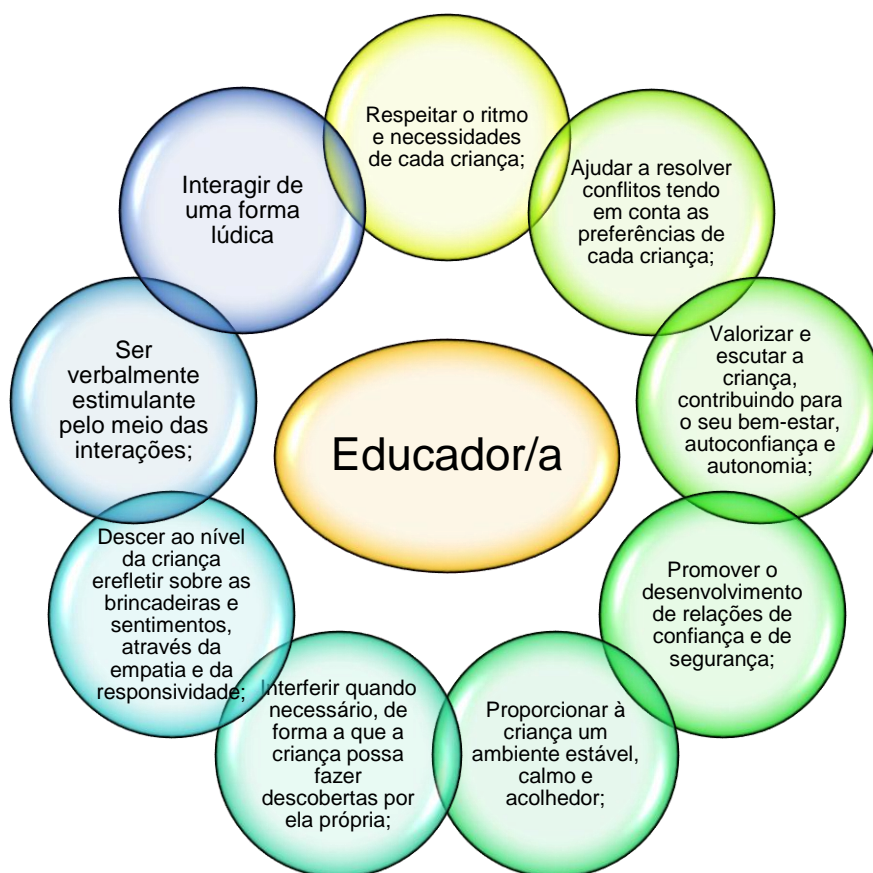 Respeitar o ritmo
e necessidades
de cada criança;
Ajudar a resolver
conflitos tendo
em conta as
preferências de
cada criança;
Valorizar e
escutar a
criança,
contribuindo para
o seu bem-estar,
autoconfiança e
autonomia;
Promover o
desenvolvimento
de relações de
confiança e de
segurança;
Proporcionar à
criança um
ambiente estável,
calmo e
acolhedor;
Interferir quando
necessário, de
forma a que a
criança possa
fazer
descobertas por
ela própria;
Descer ao nível
da criança
erefletir sobre as
brincadeiras e
sentimentos,
através da
empatia e da
responsividade;
Ser
verbalmente
estimulante
pelo meio das
interações;
Interagir de
uma forma
lúdica
Educador/a